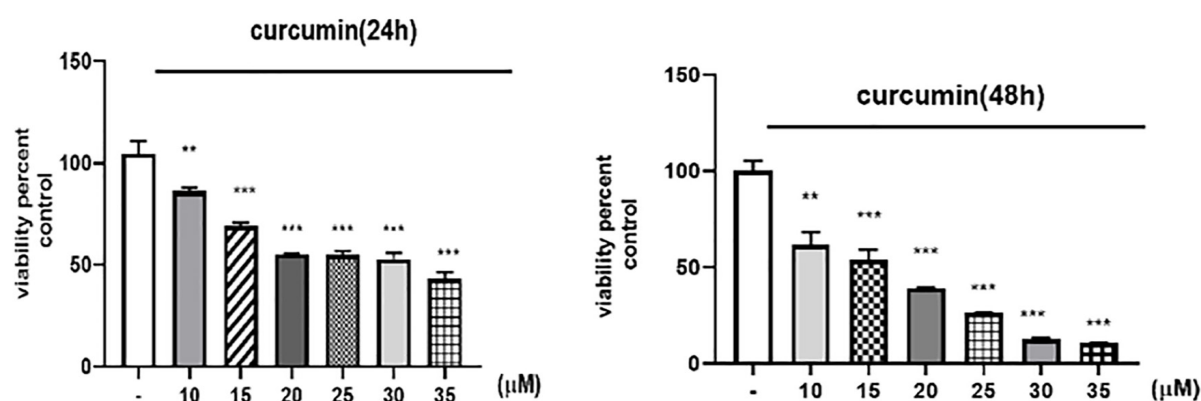 curcumin(24h)
150
100
50
0
viability percent
control
**
***
***
***
***
***
- 10 15 20 25 30 35 (μM)
curcumin(48h)
150
100
50
0
viability percent
control
**
***
***
***
***
***
- 10 15 20 25 30 35 (μM)